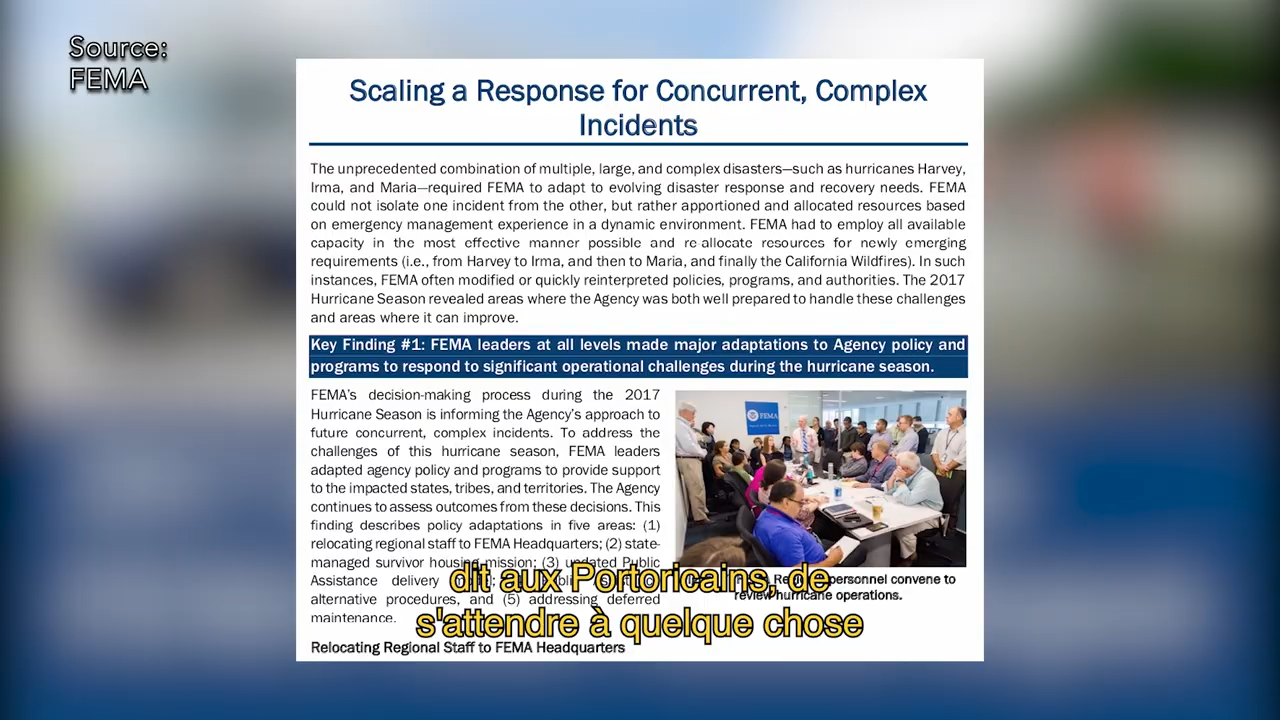 Source:
FEMA
Scaling a Response for Concurrent, Complex
Incidents
The unprecedented combination of multiple, large, and complex disasters—such as hurricanes Harvey,
Irma, and Maria—required FEMA to adapt to evolving disaster response and recovery needs. FEMA
could not isolate one incident from the other, but rather apportioned and allocated resources based
on emergency management experience in a dynamic environment. FEMA had to employ all available
capacity in the most effective manner possible and re-allocate resources for newly emerging
requirements (i.e., from Harvey to Irma, and then to Maria, and finally the California Wildfires). In such
instances, FEMA often modified or quickly reinterpreted policies, programs, and authorities. The 2017
Hurricane Season revealed areas where the Agency was both well prepared to handle these challenges
and areas where it can improve.
Key Finding #1: FEMA leaders at all levels made major adaptations to Agency policy and
programs to respond to significant operational challenges during the hurricane season.
FEMA's decision-making process during the 2017
Hurricane Season is informing the Agency's approach to
future concurrent, complex incidents. To address the
challenges of this hurricane season, FEMA leaders
adapted agency policy and programs to provide support
to the impacted states, tribes, and territories. The Agency
continues to assess outcomes from these decisions. This
finding describes policy adaptations in five areas: (1)
relocating regional staff to FEMA Headquarters; (2) state-
managed survivor housing mission; (3) updated Public
Assistance delivery
alternative procedures, and (5) addressing deferred
maintenance.
FEMA
personnel convene to
review hurricane operations.
Relocating Regional Staff to FEMA Headquarters
dit aux Portoricains, de
s'attendre à quelque chose